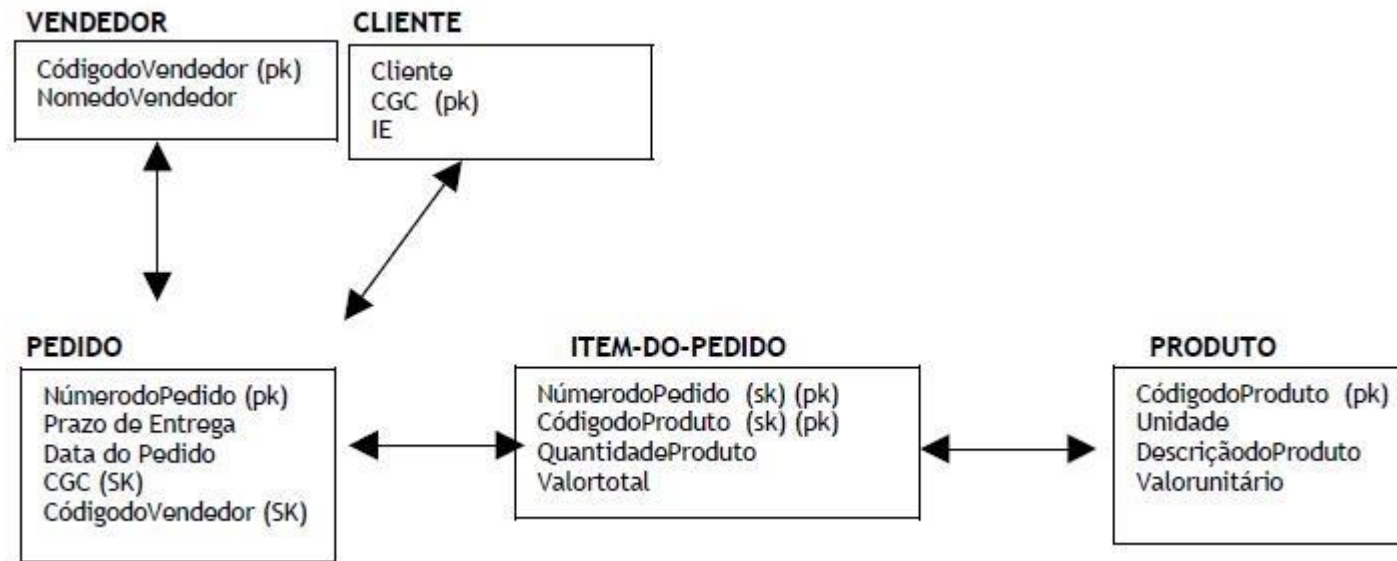 VENDEDOR
CódigodoVendedor (pk)
NomedoVendedor
CLIENTE
Cliente
CGC (pk)
IE
PEDIDO
NúmerodoPedido (pk)
Prazo de Entrega
Data do Pedido
CGC (SK)
CódigodoVendedor (SK)
ITEM-DO-PEDIDO
NúmerodoPedido (sk) (pk)
CódigodoProduto (sk) (pk)
QuantidadeProduto
Valortotal
PRODUTO
CódigodoProduto (pk)
Unidade
DescriçãodoProduto
Valorunitário